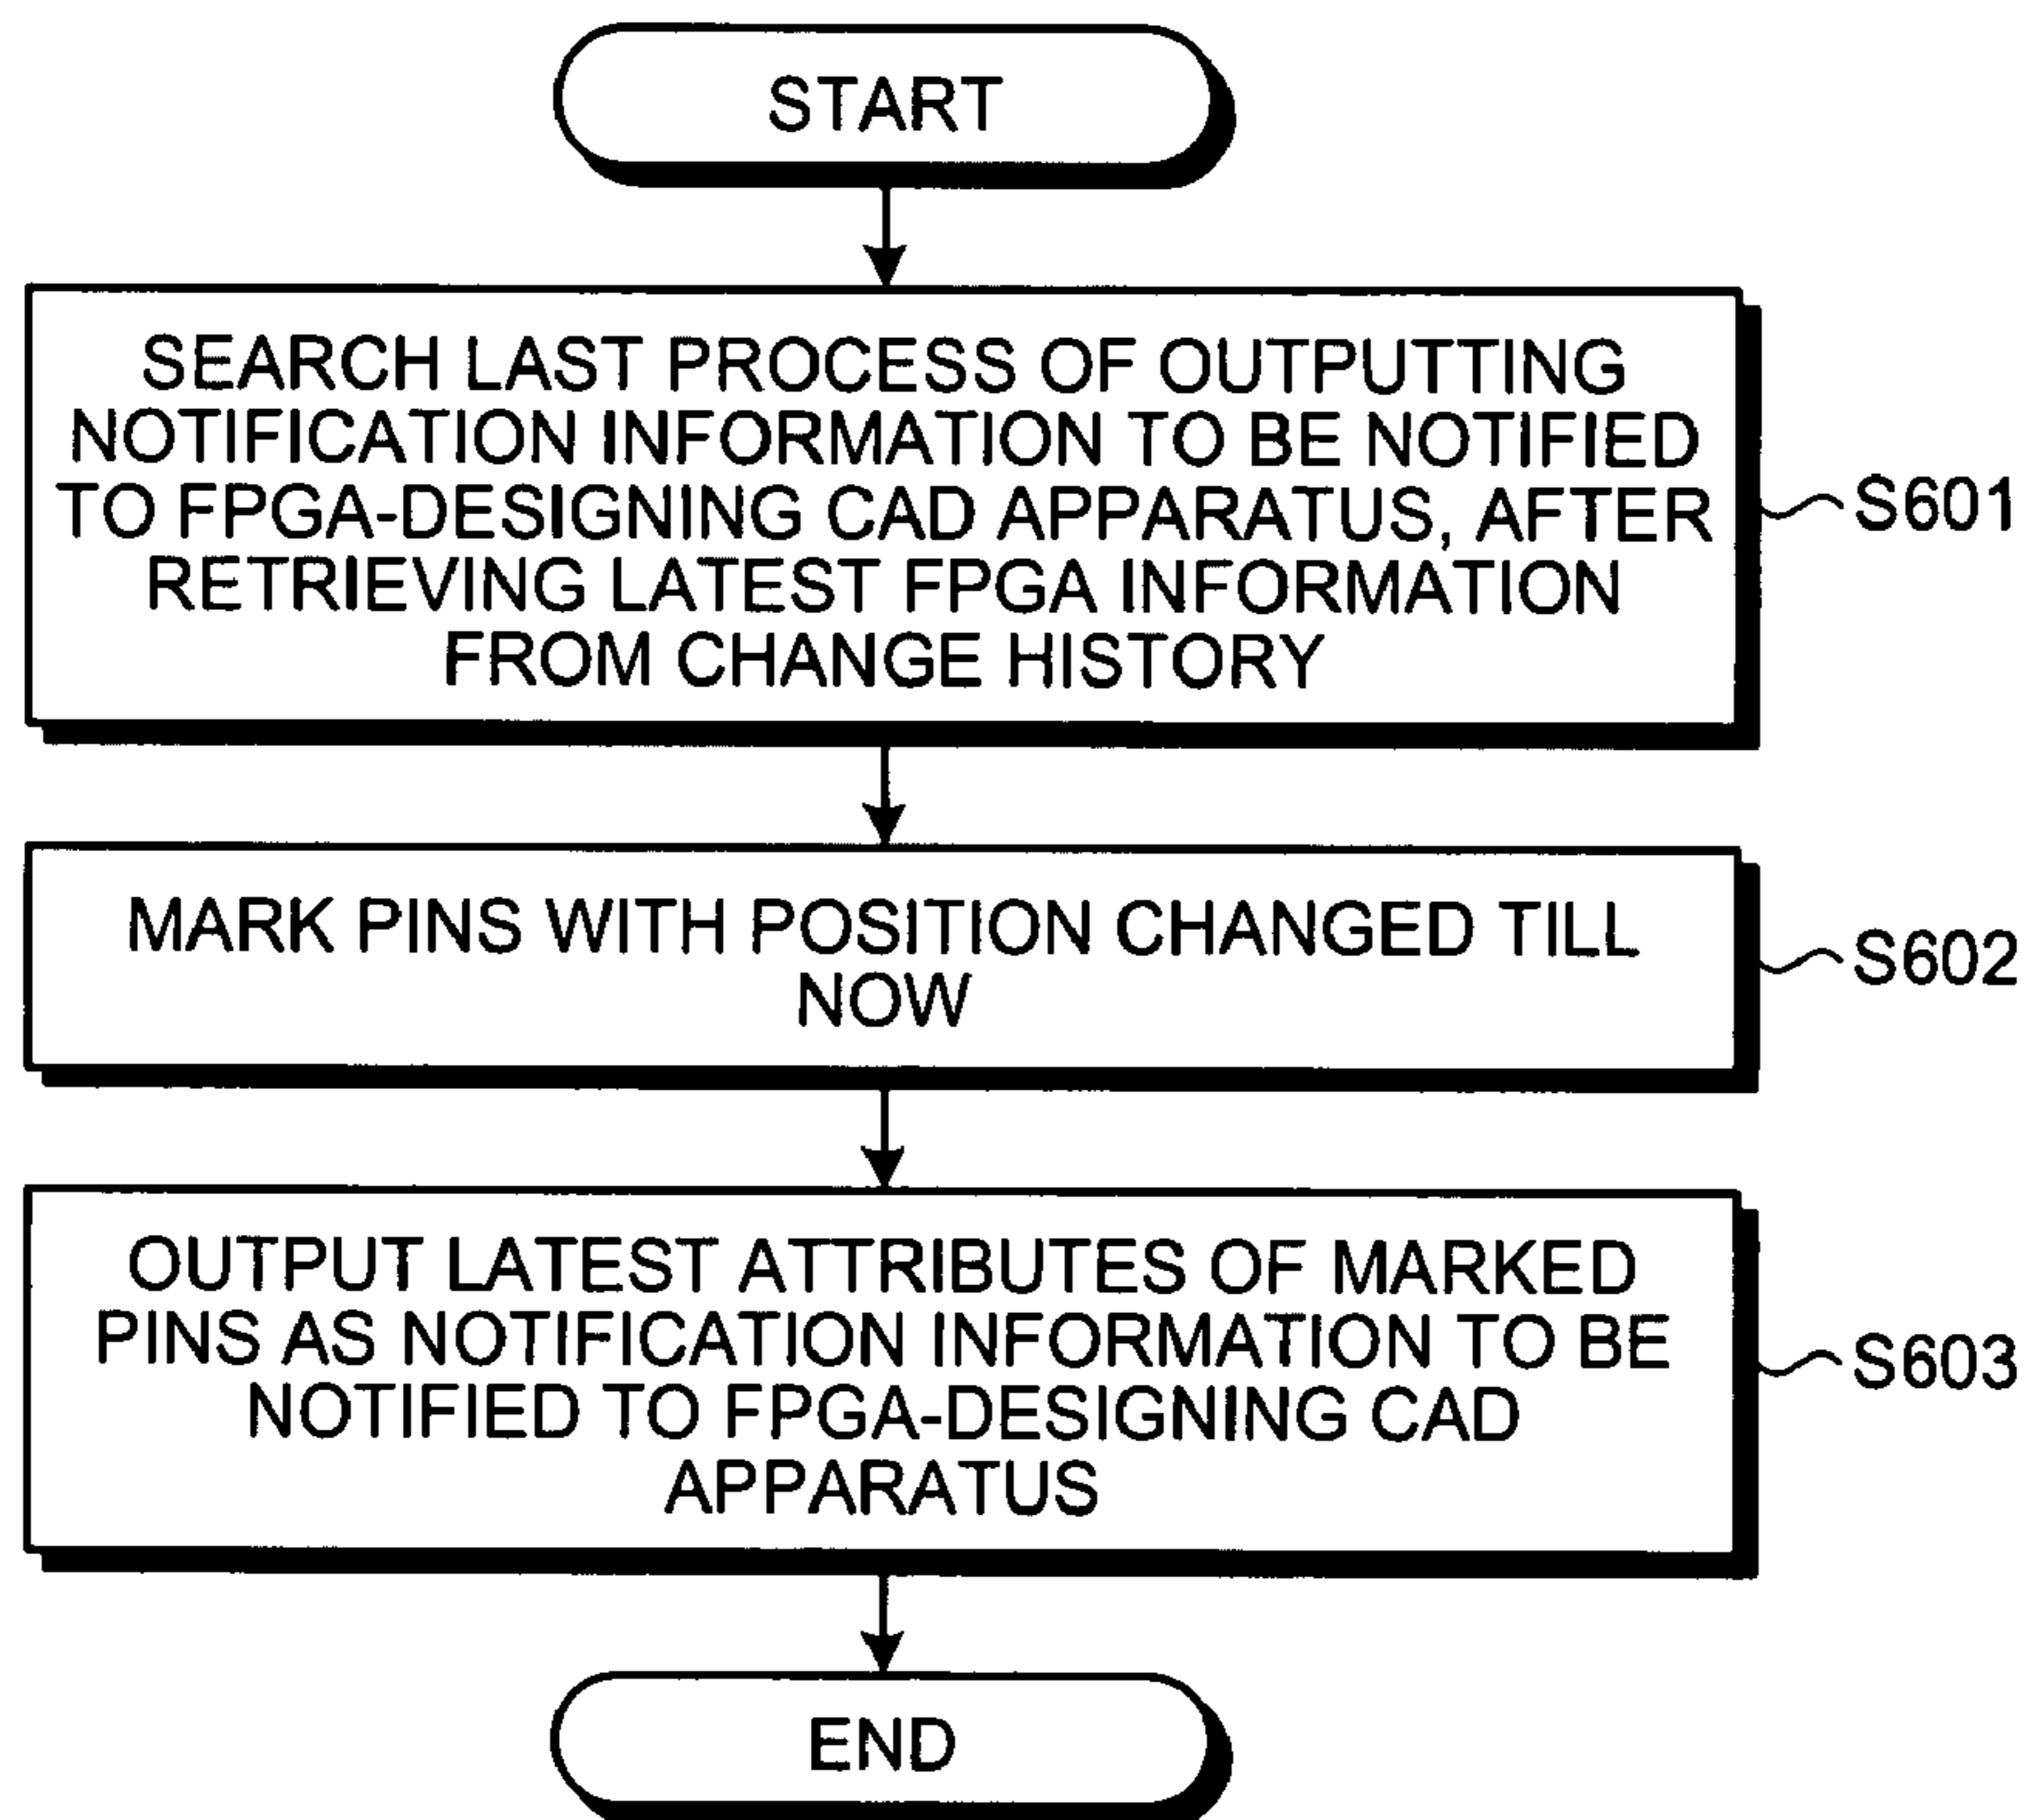 START
SEARCH LAST PROCESS OF OUTPUTTING
NOTIFICATION INFORMATION TO BE NOTIFIED
TO FPGA-DESIGNING CAD APPARATUS, AFTER
RETRIEVING LATEST FPGA INFORMATION
FROM CHANGE HISTORY
S601
MARK PINS WITH POSITION CHANGED TILL
NOW
S602
OUTPUT LATEST ATTRIBUTES OF MARKED
PINS AS NOTIFICATION INFORMATION TO BE
NOTIFIED TO FPGA-DESIGNING CAD
APPARATUS
S603
END